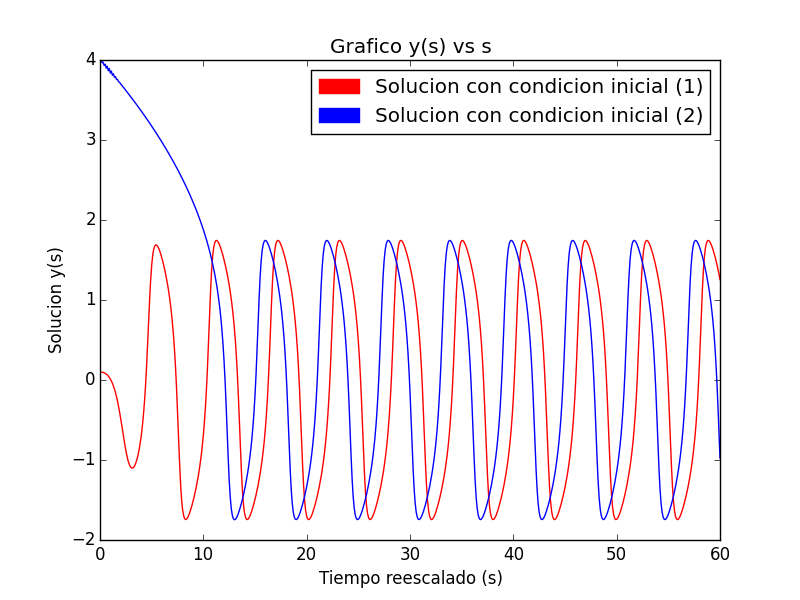 Grafico y(s) vs s
Solucion con condicion inicial (1)
Solucion con condicion inicial (2)
Solucion y(s)
4
3
2
1
0
−1
−2
0 10 20 30 40 50 60
Tiempo reescalado (s)